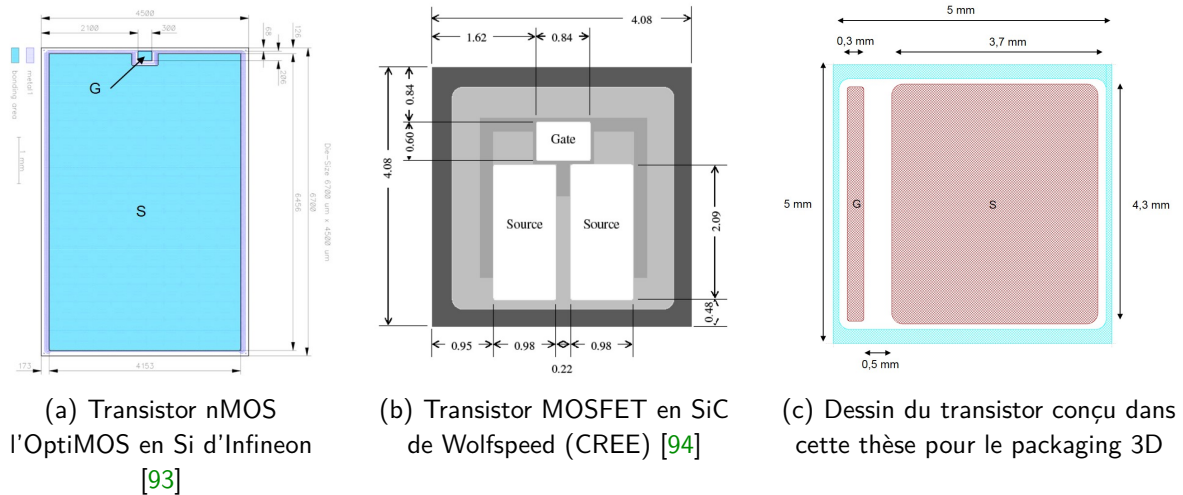 4500
2100
300
68
126
206
G
bonding area
metall
1 mm
S
Die-Size 6700 um x 4500 um
6456
6700
173
4153
4.08
1.62
0.84
0.84
0.60
4.08
Gate
Source
Source
2.09
0.48
0.95
0.98
0.98
0.22
5 mm
0,3 mm
3,7 mm
5 mm
G
S
4,3 mm
0,5 mm
(a) Transistor nMOS
l'OptiMOS en Si d'Infineon
[93]
(b) Transistor MOSFET en SiC
de Wolfspeed (CREE) [94]
(c) Dessin du transistor conçu dans
cette thèse pour le packaging 3D